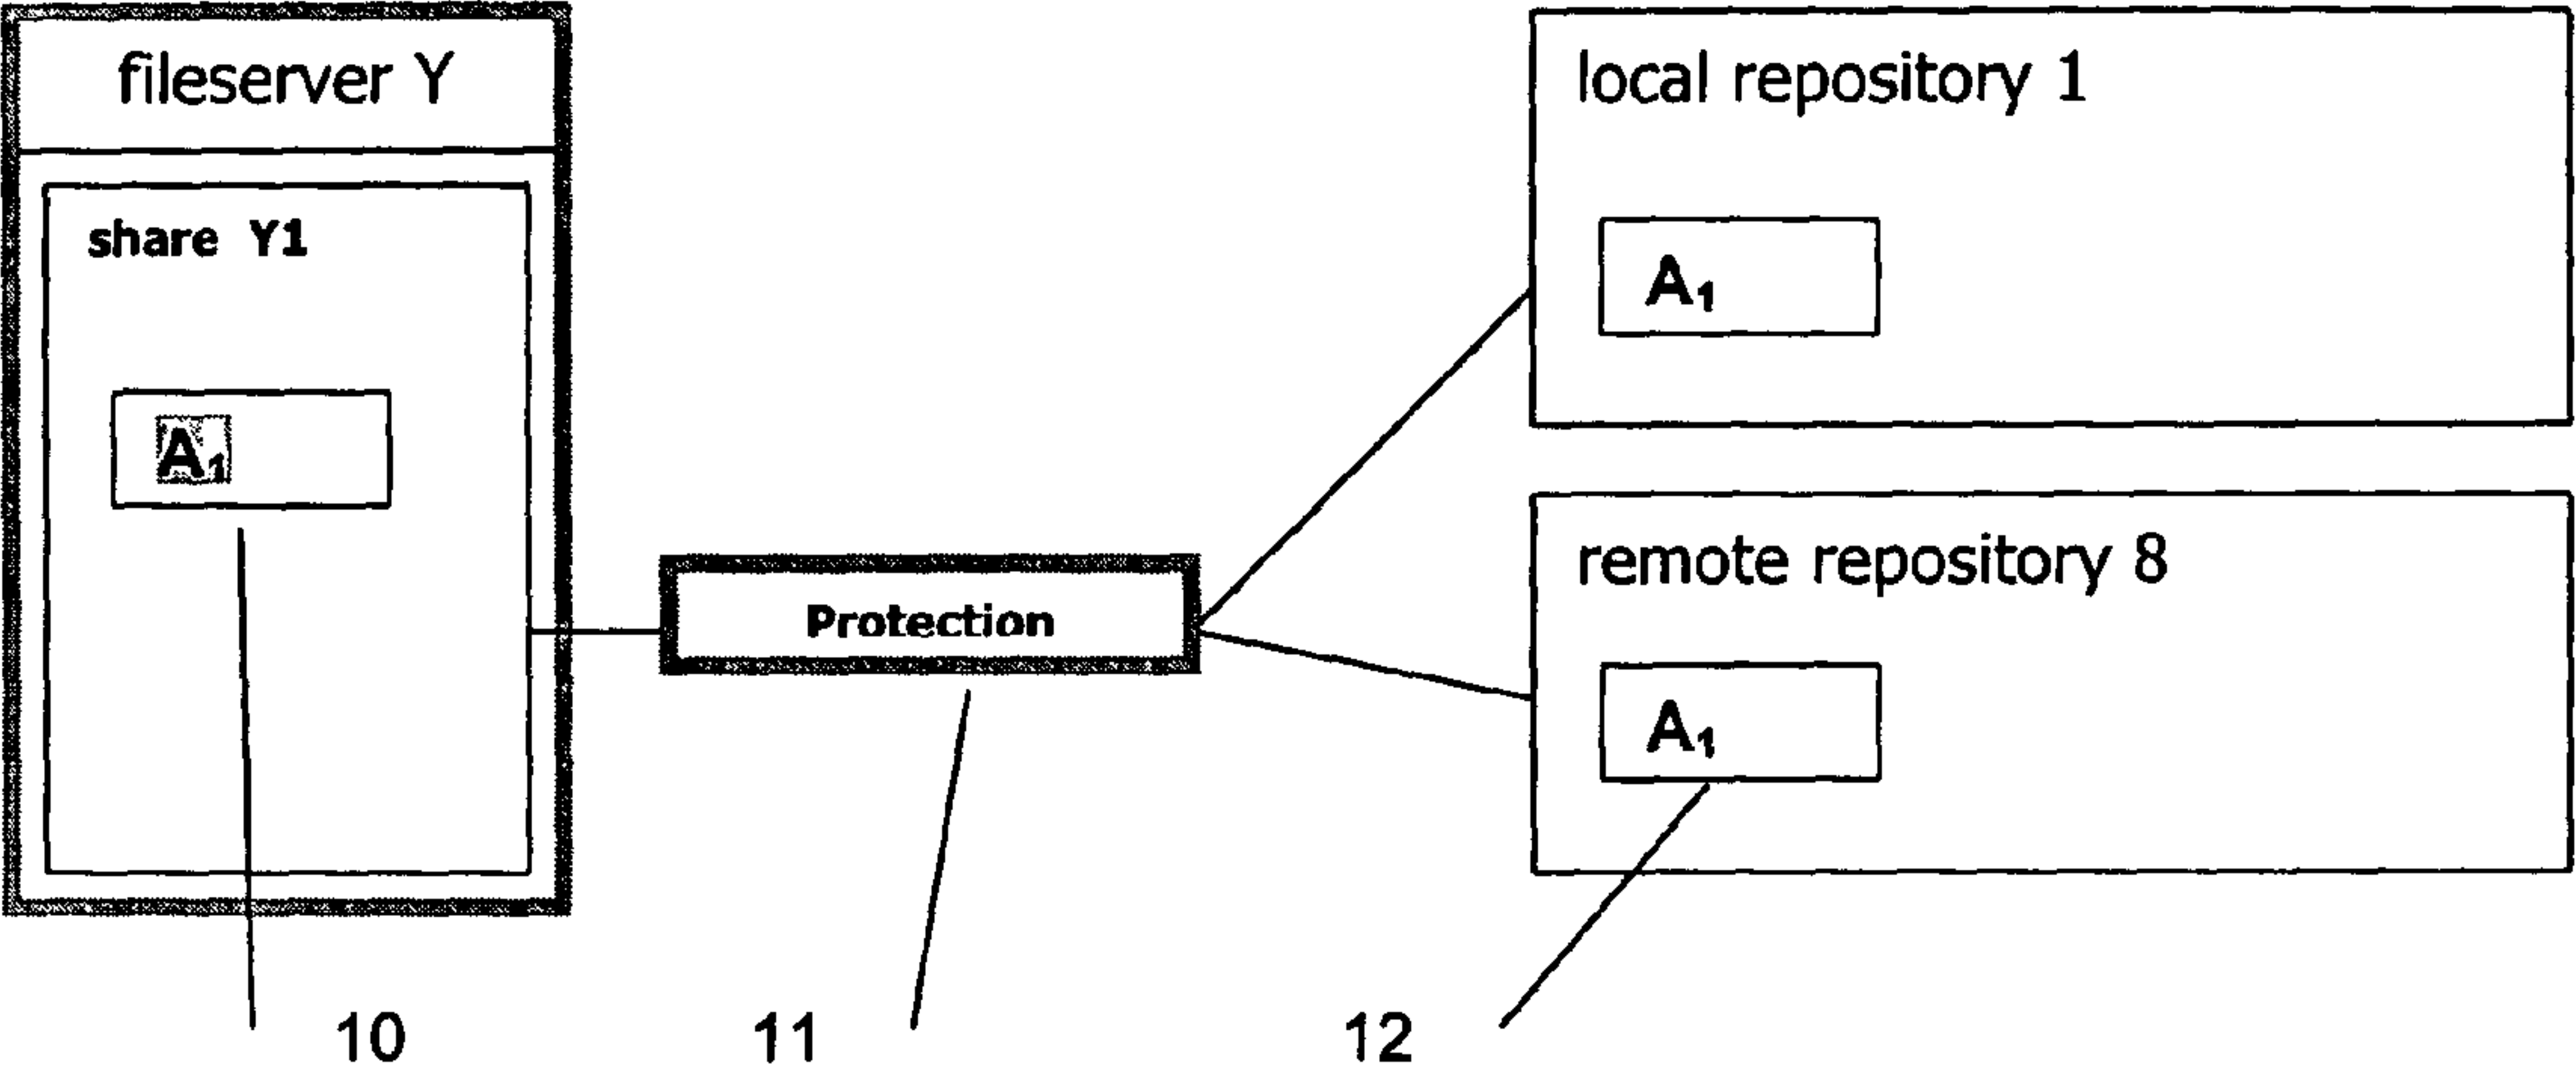 fileserver Y
share Y1
A₁
Protection
local repository 1
A₁
remote repository 8
A₁
10
11
12